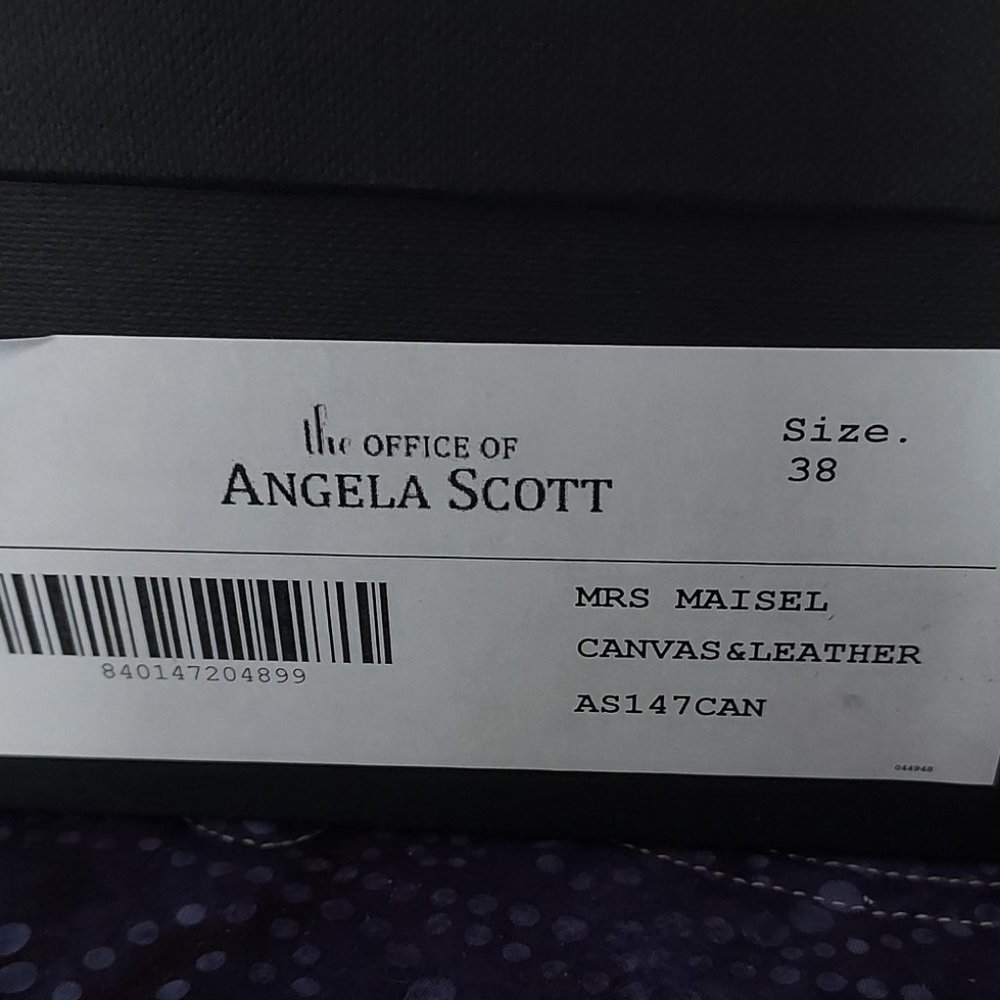 the OFFICE OF
ANGELA SCOTT
Size.
38
840147204899
MRS MAISEL
CANVAS&LEATHER
AS147CAN
044948